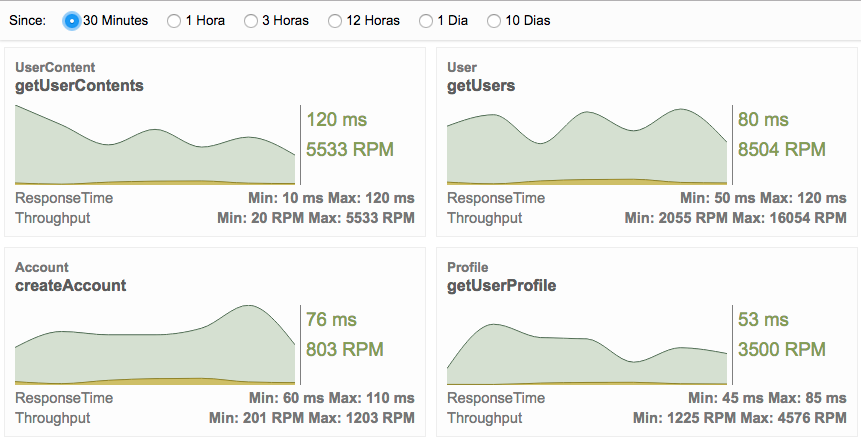 Since: 30 Minutes 1 Hora 3 Horas 12 Horas 1 Dia 10 Dias
UserContent
getUserContents
120 ms
5533 RPM
ResponseTime Min: 10 ms Max: 120 ms
Throughput Min: 20 RPM Max: 5533 RPM
User
getUsers
80 ms
8504 RPM
ResponseTime Min: 50 ms Max: 120 ms
Throughput Min: 2055 RPM Max: 16054 RPM
Account
createAccount
76 ms
803 RPM
ResponseTime Min: 60 ms Max: 110 ms
Throughput Min: 201 RPM Max: 1203 RPM
Profile
getUserProfile
53 ms
3500 RPM
ResponseTime Min: 45 ms Max: 85 ms
Throughput Min: 1225 RPM Max: 4576 RPM